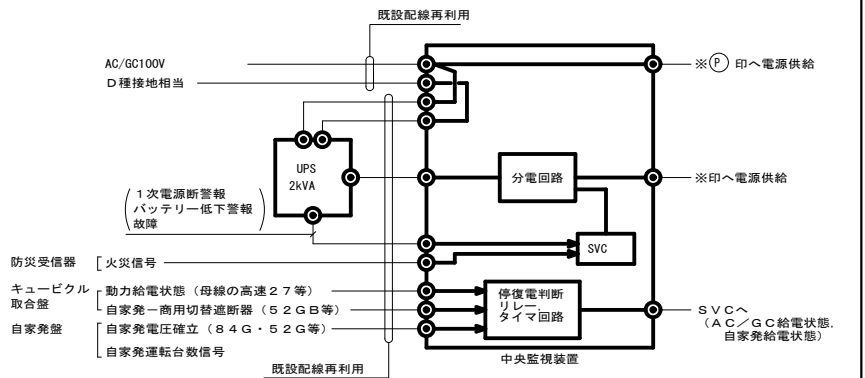 既設配線再利用
AC/GC100V
※Ⓟ 印へ電源供給
D種接地相当
UPS
2kVA
分電回路
※印へ電源供給
1次電源断警報
バッテリー低下警報
故障
SVC
防災受信器
火災信号
キュービクル
取合盤
動力給電状態(母線の高速27等)
自家発ー商用切替遮断器(52GB等)
停復電判断
リレー、
タイマ回路
SVCへ
(AC/GC給電状態、
自家発給電状態)
自家発盤
自家発電圧確立(84G・52G等)
自家発運転台数信号
中央監視装置
既設配線再利用